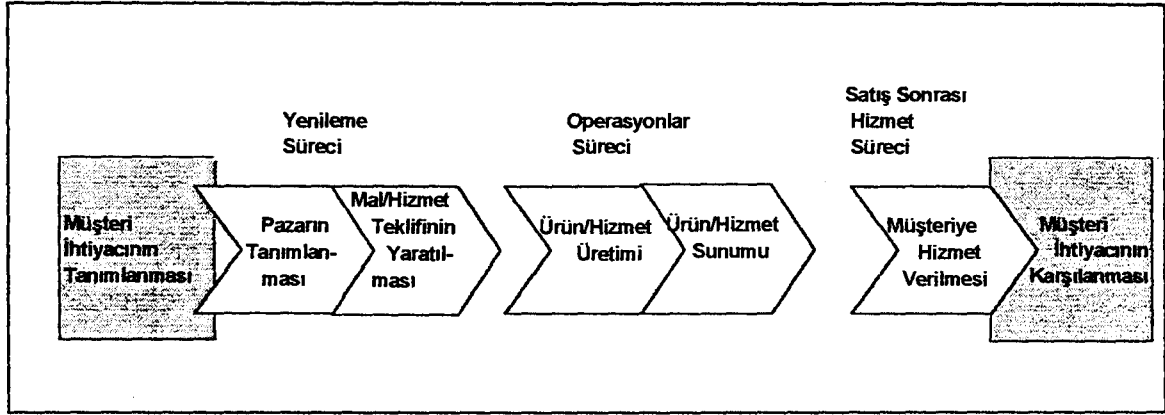 Yenileme
Süreci
Operasyonlar
Süreci
Satış Sonrası
Hizmet
Süreci
Müşteri
İhtiyacının
Tanımlanması
Pazarın
Tanımlan-
ması
Mal/Hizmet
Teklifinin
Yaratıl-
ması
Ürün/Hizmet
Üretimi
Ürün/Hizmet
Sunumu
Müşteriye
Hizmet
Verilmesi
Müşteri
İhtiyacının
Karşılanması